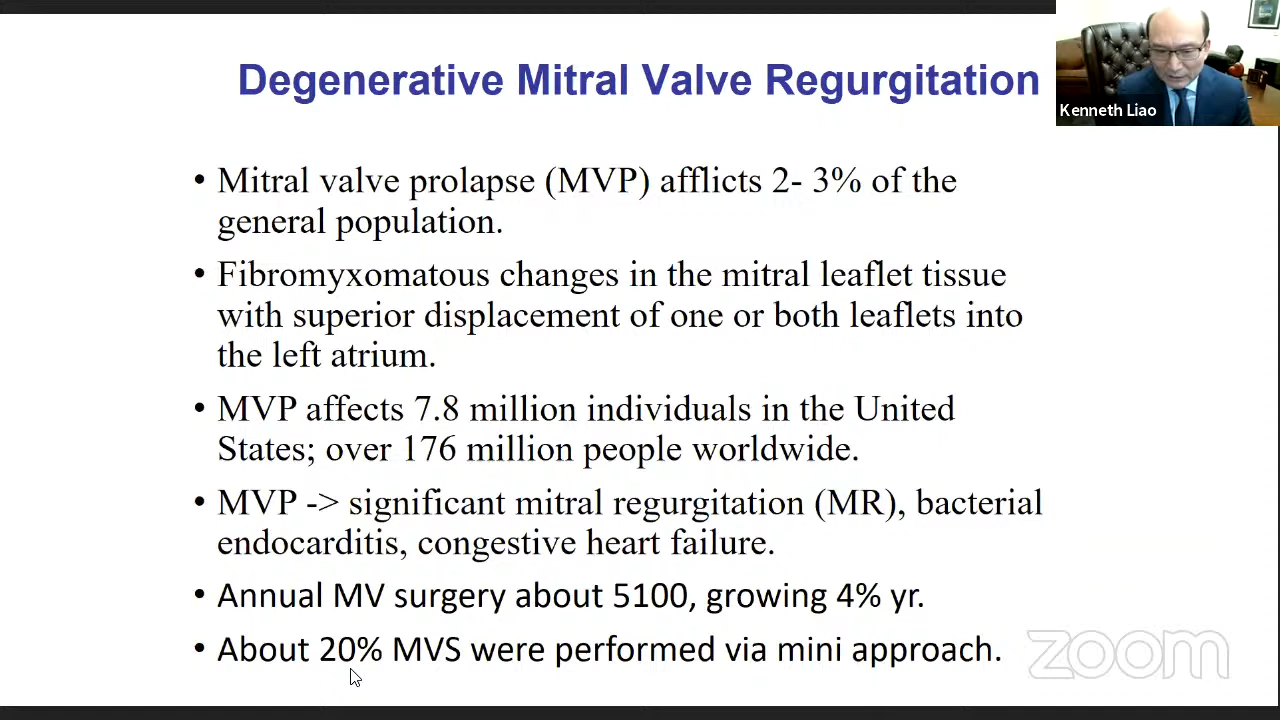 Degenerative Mitral Valve Regurgitation
Kenneth Liao
• Mitral valve prolapse (MVP) afflicts 2- 3% of the
general population.
• Fibromyxomatous changes in the mitral leaflet tissue
with superior displacement of one or both leaflets into
the left atrium.
• MVP affects 7.8 million individuals in the United
States; over 176 million people worldwide.
• MVP -> significant mitral regurgitation (MR), bacterial
endocarditis, congestive heart failure.
• Annual MV surgery about 5100, growing 4% yr.
• About 20% MVS were performed via mini approach.
zoom